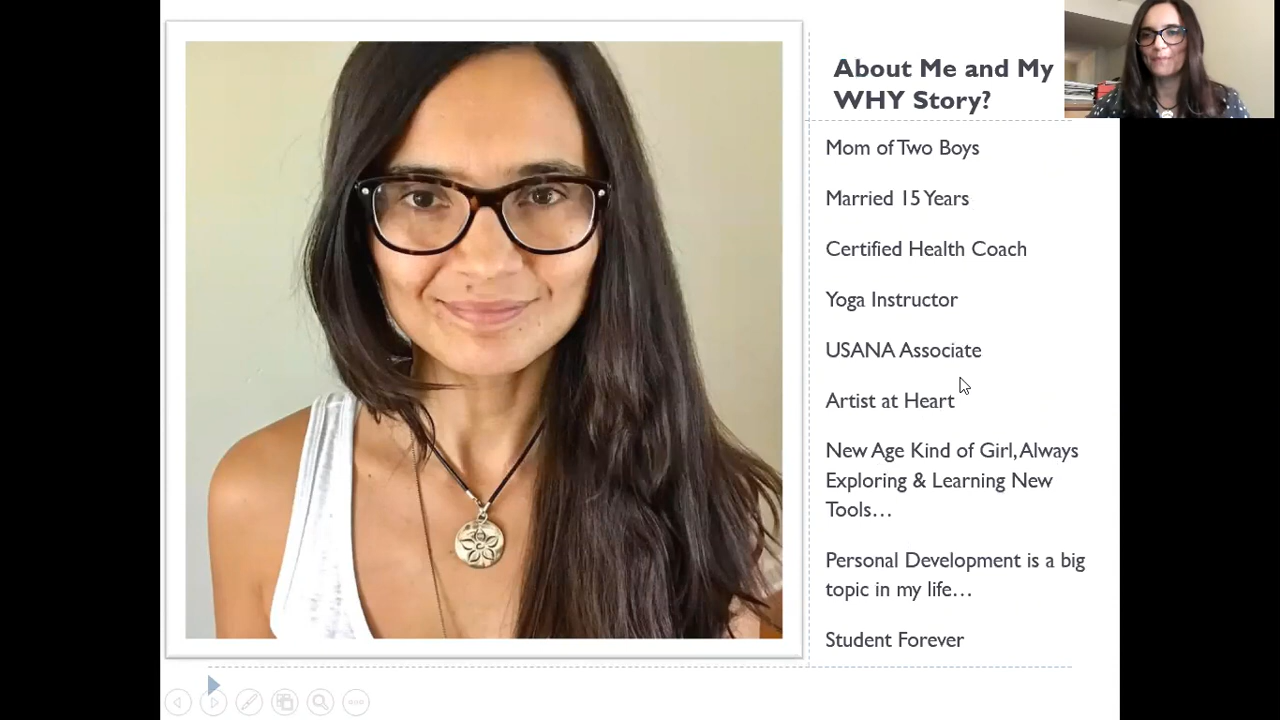 About Me and My
WHY Story?
Mom of Two Boys
Married 15 Years
Certified Health Coach
Yoga Instructor
USANA Associate
Artist at Heart
New Age Kind of Girl, Always
Exploring & Learning New
Tools…
Personal Development is a big
topic in my life…
Student Forever